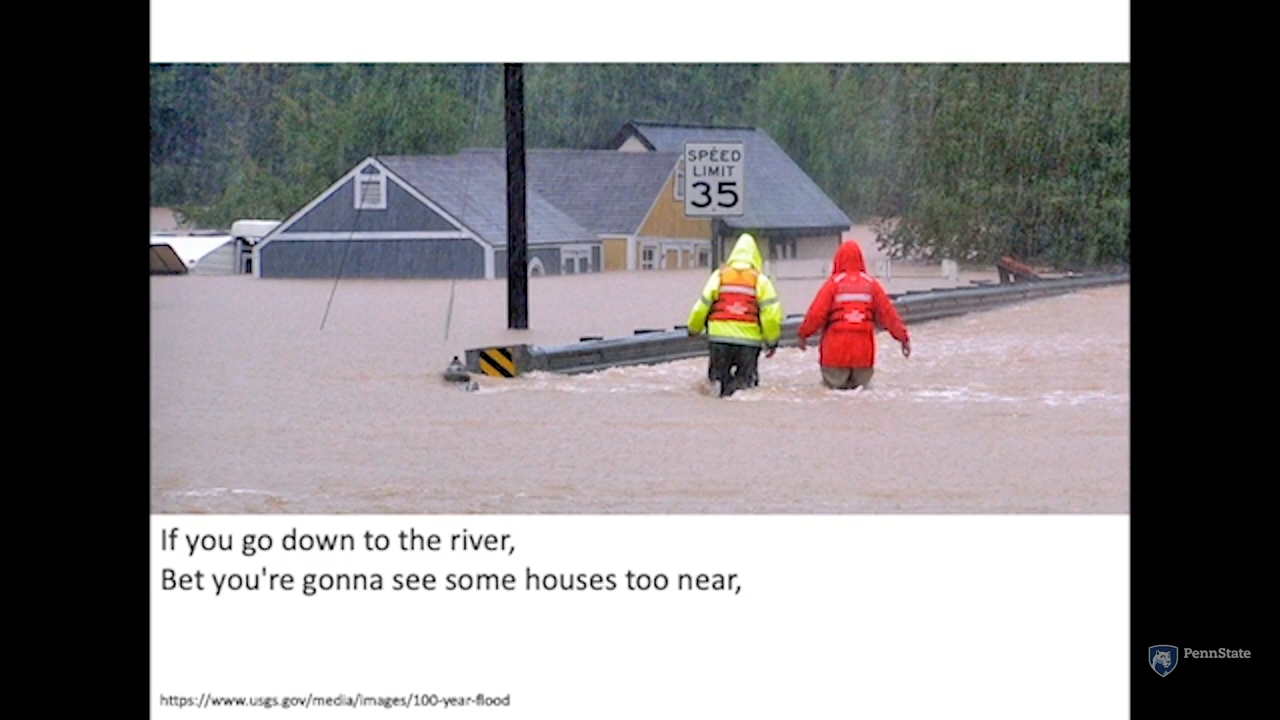 SPEED
LIMIT
35
If you go down to the river,
Bet you're gonna see some houses too near,
https://www.usgs.gov/media/images/100-year-flood
PennState